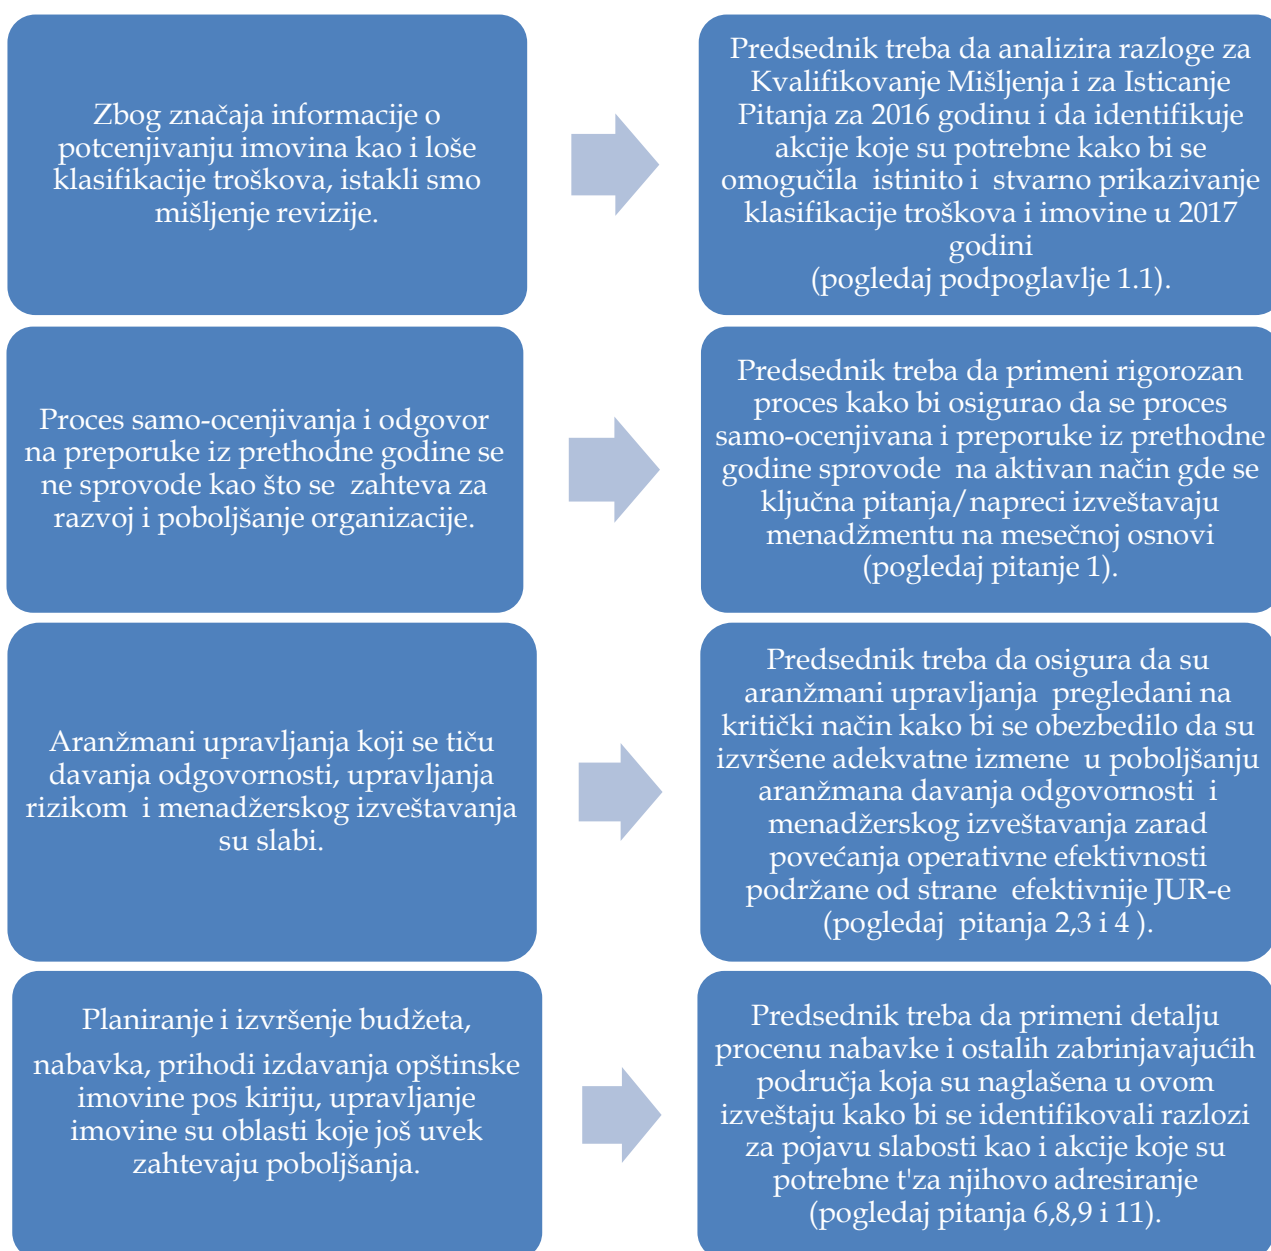 Zbog značaja informacije o
potcenjivanju imovina kao i loše
klasifikacije troškova, istakli smo
mišljenje revizije.
Predsednik treba da analizira razloge za
Kvalifikovanje Mišljenja i za Isticanje
Pitanja za 2016 godinu i da identifikuje
akcije koje su potrebne kako bi se
omogučila istinito i stvarno prikazivanje
klasifikacije troškova i imovine u 2017
godini
(pogledaj podpoglavlje 1.1).
Proces samo-ocenjivanja i odgovor
na preporuke iz prethodne godine se
ne sprovode kao što se zahteva za
razvoj i poboljšanje organizacije.
Predsednik treba da primeni rigorozan
proces kako bi osigurao da se proces
samo-ocenjivana i preporuke iz prethodne
godine sprovode na aktivan način gde se
ključna pitanja/napreci izveštavaju
menadžmentu na mesečnoj osnovi
(pogledaj pitanje 1).
Aranžmani upravljanja koji se tiču
davanja odgovornosti, upravljanja
rizikom i menadžerskog izveštavanja
su slabi.
Predsednik treba da osigura da su
aranžmani upravljanja pregledani na
kritički način kako bi se obezbedilo da su
izvršene adekvatne izmene u poboljšanju
aranžmana davanja odgovornosti i
menadžerskog izveštavanja zarad
povećanja operativne efektivnosti
podržane od strane efektivnije JUR-e
(pogledaj pitanja 2,3 i 4 ).
Planiranje i izvršenje budžeta,
nabavka, prihodi izdavanja opštinske
imovine pos kiriju, upravljanje
imovine su oblasti koje još uvek
zahtevaju poboljšanja.
Predsednik treba da primeni detalju
procenu nabavke i ostalih zabrinjavajućih
područja koja su naglašena u ovom
izveštaju kako bi se identifikovali razlozi
za pojavu slabosti kao i akcije koje su
potrebne t'za njihovo adresiranje
(pogledaj pitanja 6,8,9 i 11).